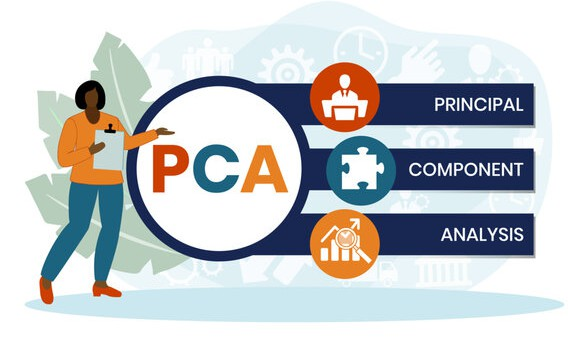 PCA
PRINCIPAL
COMPONENT
ANALYSIS